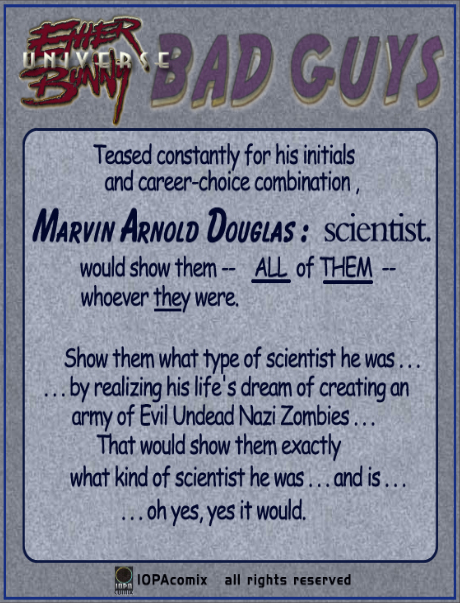 ETHER
UNIVERSE
BUNNY
BAD GUYS
Teased constantly for his initials
and career-choice combination ,
MARVIN ARNOLD DOUGLAS : scientist.
would show them -- ALL of THEM --
whoever they were.
Show them what type of scientist he was . . .
. . . by realizing his life's dream of creating an
army of Evil Undead Nazi Zombies . . .
That would show them exactly
what kind of scientist he was . . . and is . . .
. . . oh yes, yes it would.
IOPA
COMIX
IOPAcomix all rights reserved